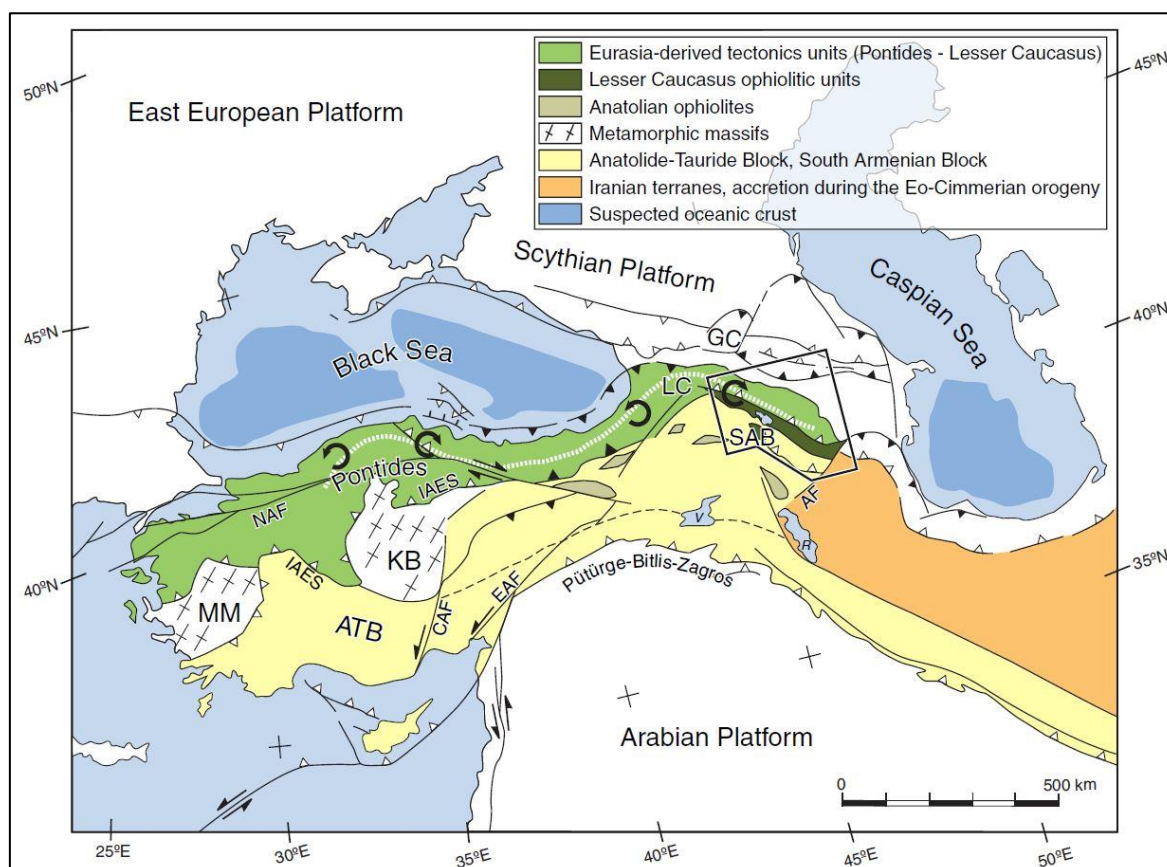 Eurasia-derived tectonics units (Pontides - Lesser Caucasus)
Lesser Caucasus ophiolitic units
Anatolian ophiolites
Metamorphic massifs
Anatolide-Tauride Block, South Armenian Block
Iranian terranes, accretion during the Eo-Cimmerian orogeny
Suspected oceanic crust
50ºN
45ºN
East European Platform
Scythian Platform
Caspian Sea
45ºN
40ºN
GC
Black Sea
LC
SAB
Pontides
IAES
NAF
AF
V
R
KB
35ºN
40ºN
IAES
EAF
Pütürge-Bitlis-Zagros
MM
CAF
ATB
Arabian Platform
0
500 km
25ºE
30ºE
35ºE
40ºE
45ºE
50ºE